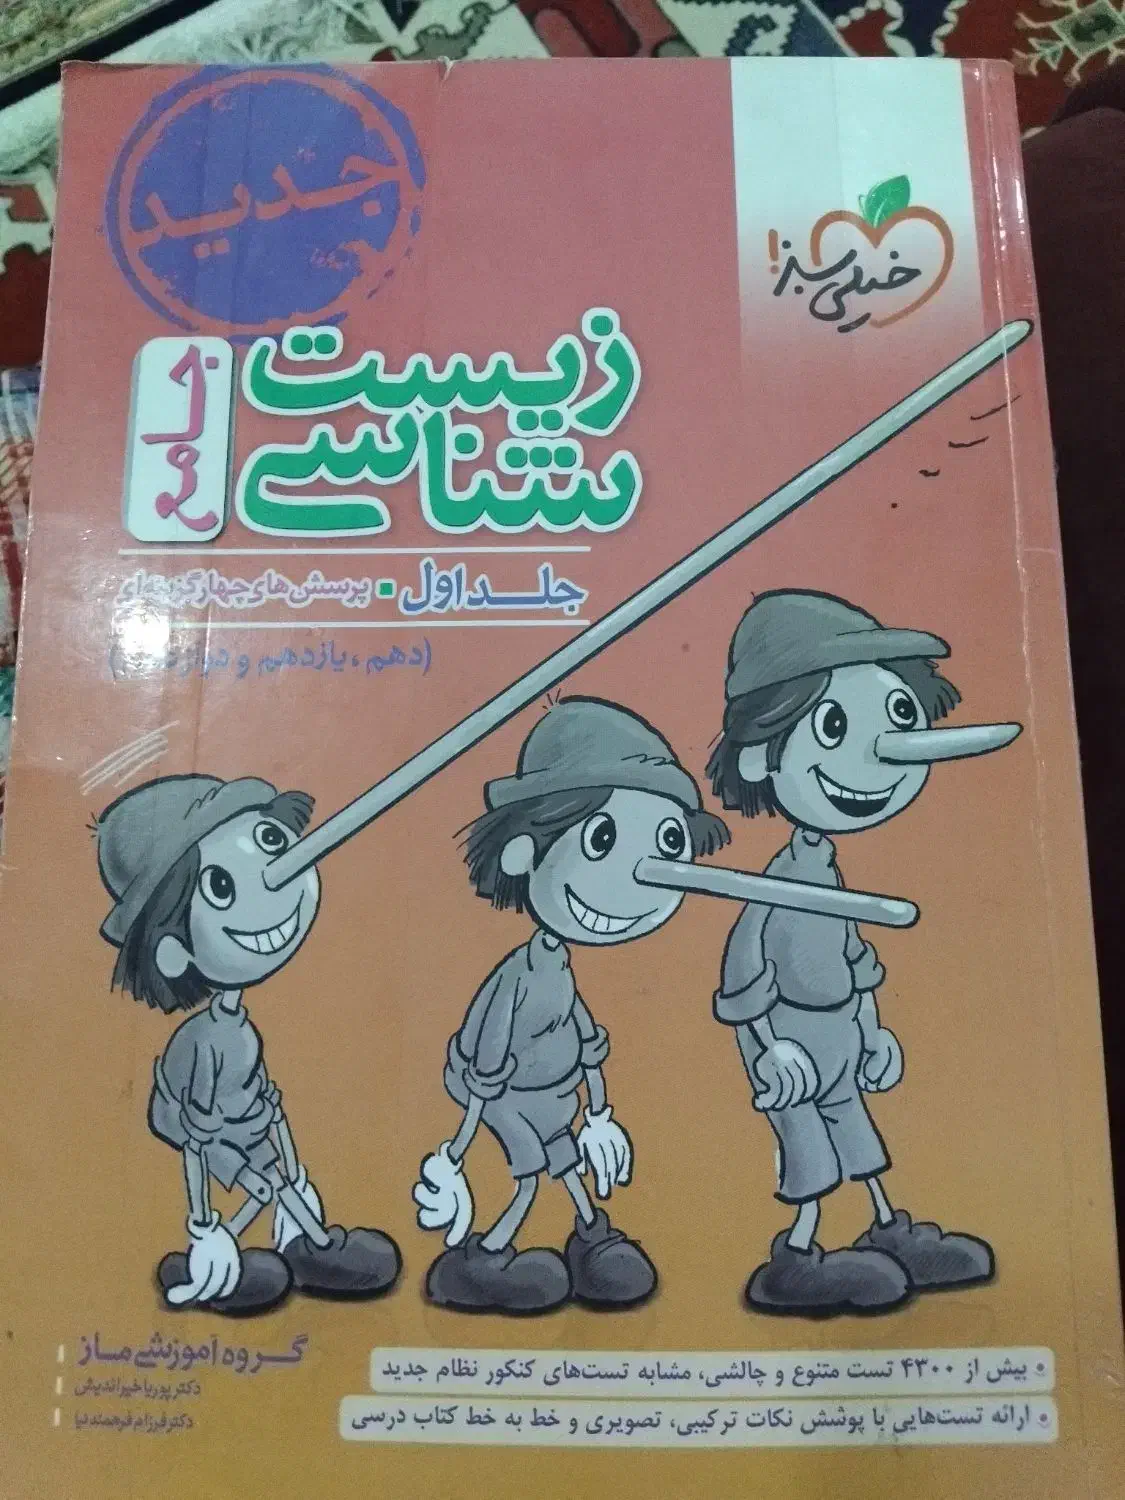 جدید
خیلی سبز!
زیست
شناسی
جامع
جلد اول ▪ پرسش‌های چهارگزینه‌ای
(دهم، یازدهم و
گروه آموزشی ماز
دکتر پوریا خیراندیش
دکتر فرزام فرهمندنیا
• بیش از ۴۳۰۰ تست متنوع و چالشی، مشابه تست‌های کنکور نظام جدید
• ارائه تست‌هایی با پوشش نکات ترکیبی، تصویری و خط به خط کتاب درسی